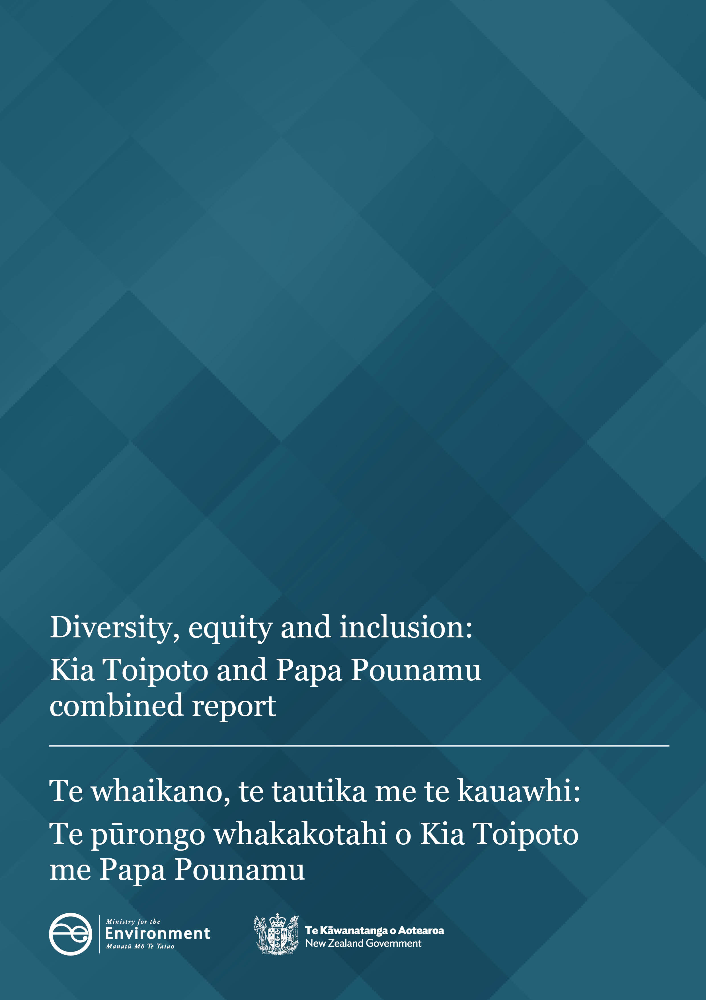 Diversity, equity and inclusion:
Kia Toipoto and Papa Pounamu
combined report
Te whaikano, te tautika me te kauawhi:
Te pūrongo whakakotahi o Kia Toipoto
me Papa Pounamu
Ministry for the
Environment
Manatū Mō Te Taiao
NEW ZEALAND
Te Kāwanatanga o Aotearoa
New Zealand Government